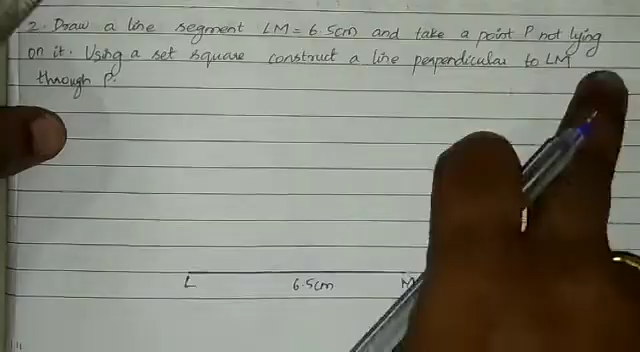 2. Draw a line segment LM = 6.5cm and take a point P not lying
on it. Using a set square construct a line perpendicular to LM
through P.
L 6.5cm M